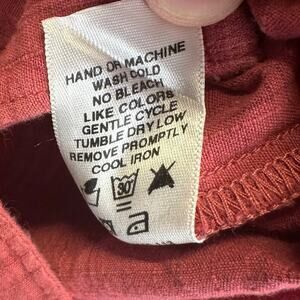 HAND OR MACHINE
WASH COLD
NO BLEACH
LIKE COLORS
GENTLE CYCLE
TUMBLE DRY LOW
REMOVE PROMPTLY
COOL IRON
30°